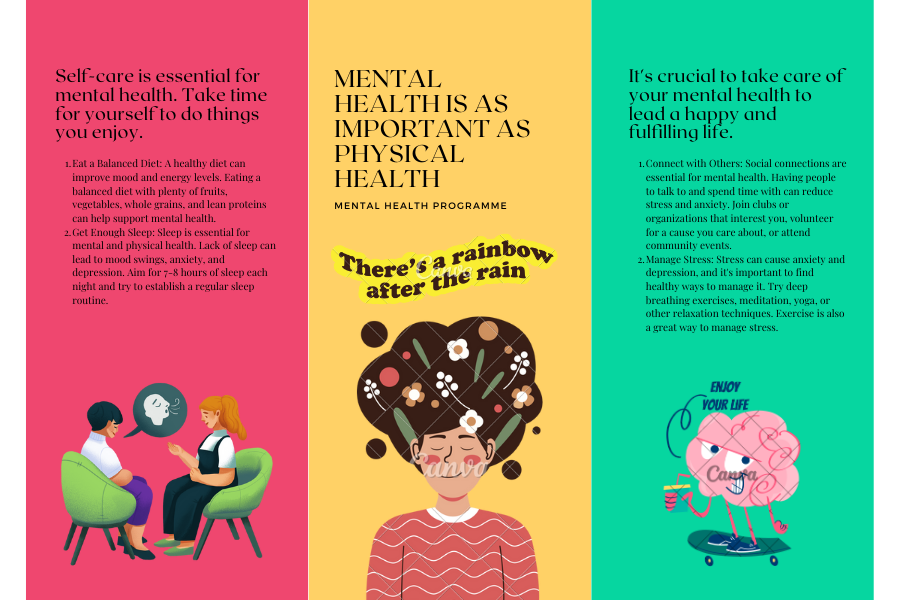 Self-care is essential for
mental health. Take time
for yourself to do things
you enjoy.
1. Eat a Balanced Diet: A healthy diet can
improve mood and energy levels. Eating a
balanced diet with plenty of fruits,
vegetables, whole grains, and lean proteins
can help support mental health.
2. Get Enough Sleep: Sleep is essential for
mental and physical health. Lack of sleep can
lead to mood swings, anxiety, and
depression. Aim for 7-8 hours of sleep each
night and try to establish a regular sleep
routine.
MENTAL
HEALTH IS AS
IMPORTANT AS
PHYSICAL
HEALTH
MENTAL HEALTH PROGRAMME
There's a rainbow
after the rain
Canva
Canva
It's crucial to take care of
your mental health to
lead a happy and
fulfilling life.
1. Connect with Others: Social connections are
essential for mental health. Having people
to talk to and spend time with can reduce
stress and anxiety. Join clubs or
organizations that interest you, volunteer
for a cause you care about, or attend
community events.
2. Manage Stress: Stress can cause anxiety and
depression, and it's important to find
healthy ways to manage it. Try deep
breathing exercises, meditation, yoga, or
other relaxation techniques. Exercise is also
a great way to manage stress.
ENJOY
YOUR LIFE
Canva